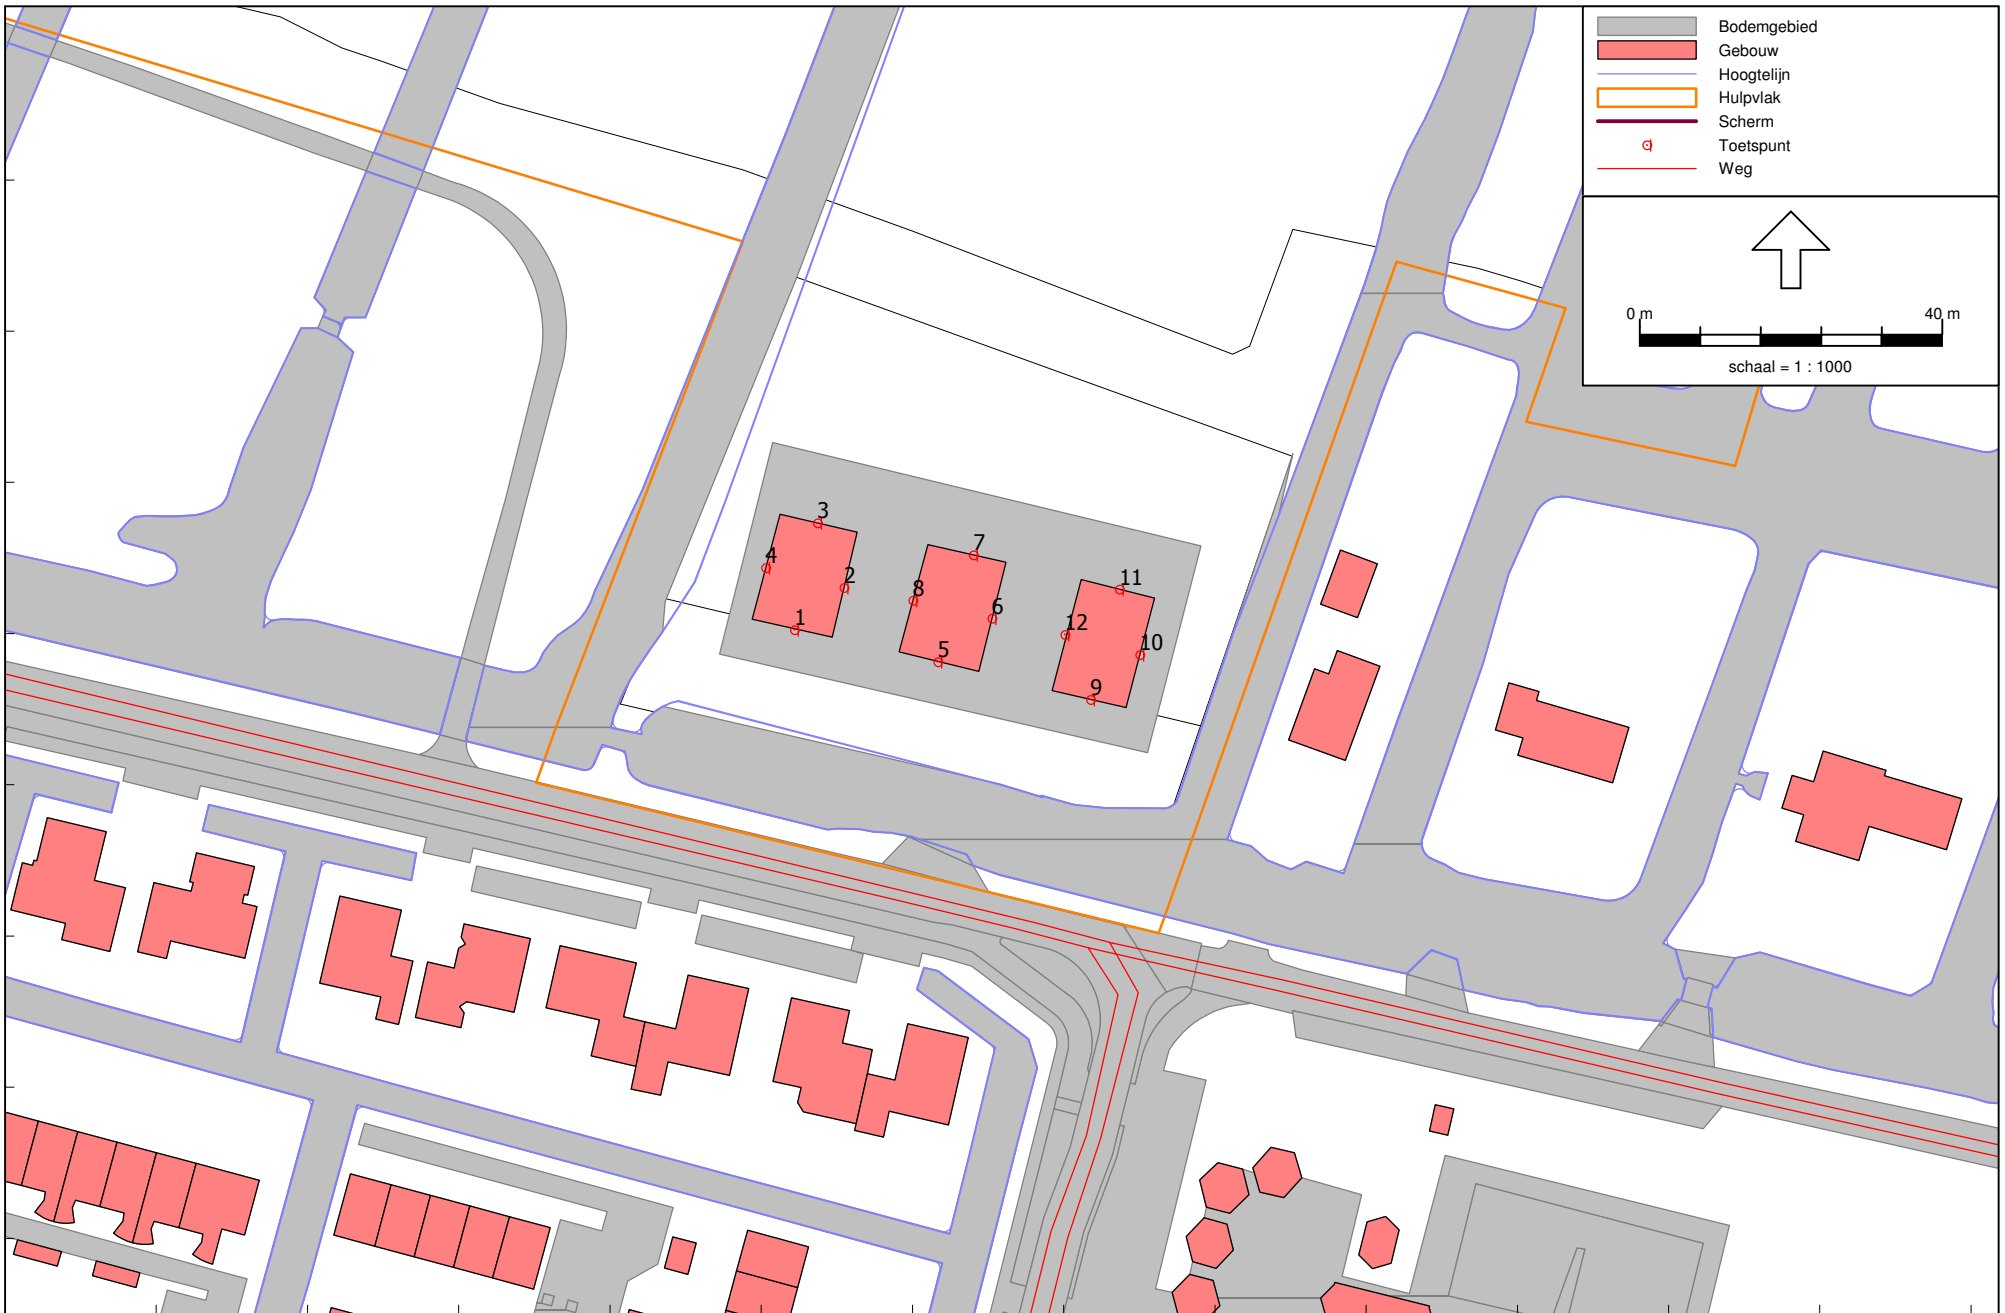 Bodemgebied
Gebouw
Hoogtelijn
Hulpvlak
Scherm
Toetspunt
Weg
0 m 40 m
schaal = 1 : 1000
3
7
4
11
2
8
6
1
12
10
5
9